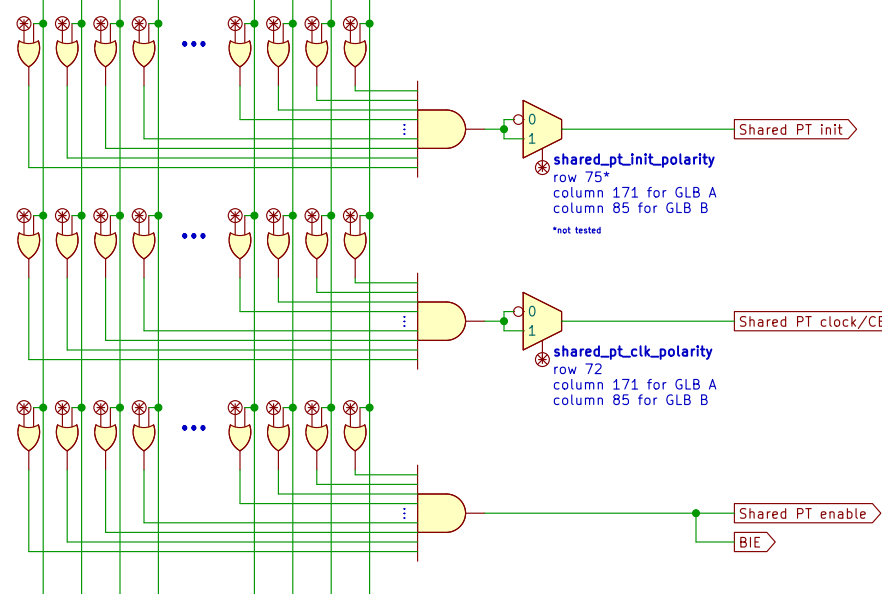 0
1
Shared PT init
shared_pt_init_polarity
row 75*
column 171 for GLB A
column 85 for GLB B
*not tested
0
1
Shared PT clock/CE
shared_pt_clk_polarity
row 72
column 171 for GLB A
column 85 for GLB B
Shared PT enable
BIE